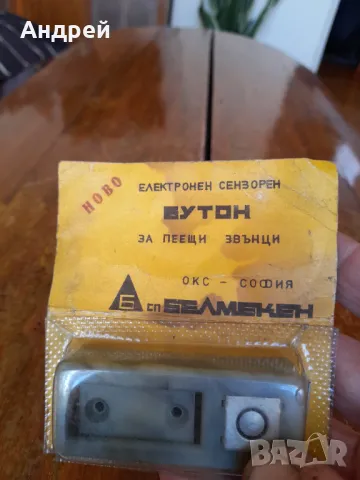 Андрей
НОВО
ЕЛЕКТРОНЕН СЕНЗОРЕН
БУТОН
ЗА ПЕЕЩИ ЗВЪНЦИ
ОКС - СОФИЯ
Б СП БЕЛМЕКЕН
BAZAR